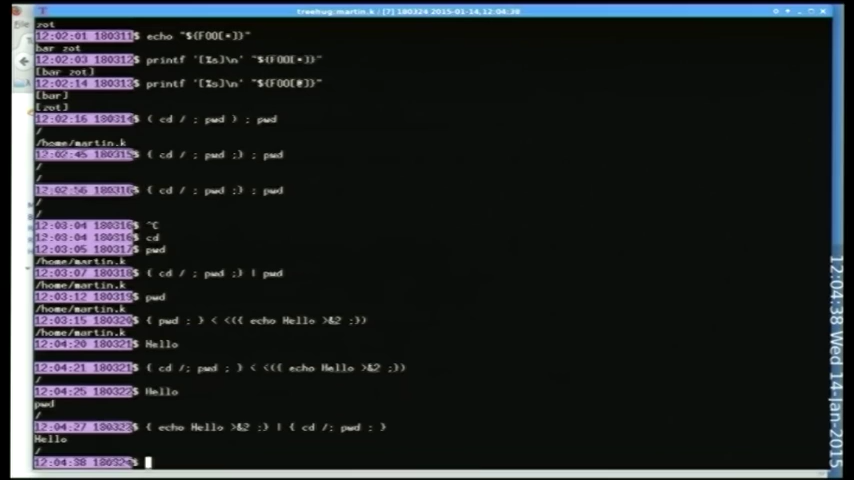 treehug:martin.k | [7] 180324 2015-01-14,12:04:38
zot
12:02:01 180311$ echo "${FOO[*]}"
bar zot
12:02:03 180312$ printf '[%s]\n' "${FOO[*]}"
[bar zot]
12:02:14 180313$ printf '[%s]\n' "${FOO[@]}"
[bar]
[zot]
12:02:16 180314$ ( cd / ; pwd ) ; pwd
/
/home/martin.k
12:02:45 180315$ { cd / ; pwd ;} ; pwd
/
/
12:02:56 180316$ { cd / ; pwd ;} ; pwd
/
/
12:03:04 180316$ ^C
12:03:04 180316$ cd
12:03:05 180317$ pwd
/home/martin.k
12:03:07 180318$ { cd / ; pwd ;} | pwd
/home/martin.k
12:03:12 180319$ pwd
/home/martin.k
12:03:15 180320$ { pwd ; } < <({ echo Hello >&2 ;})
/home/martin.k
12:04:20 180321$ Hello
12:04:21 180322$ { cd /; pwd ; } < <({ echo Hello >&2 ;})
/
12:04:25 180322$ Hello
pwd
/
12:04:27 180323$ { echo Hello >&2 ;} | { cd /; pwd ; }
Hello
/
12:04:38 180324$
12:04:38 Wed 14-Jan-2015